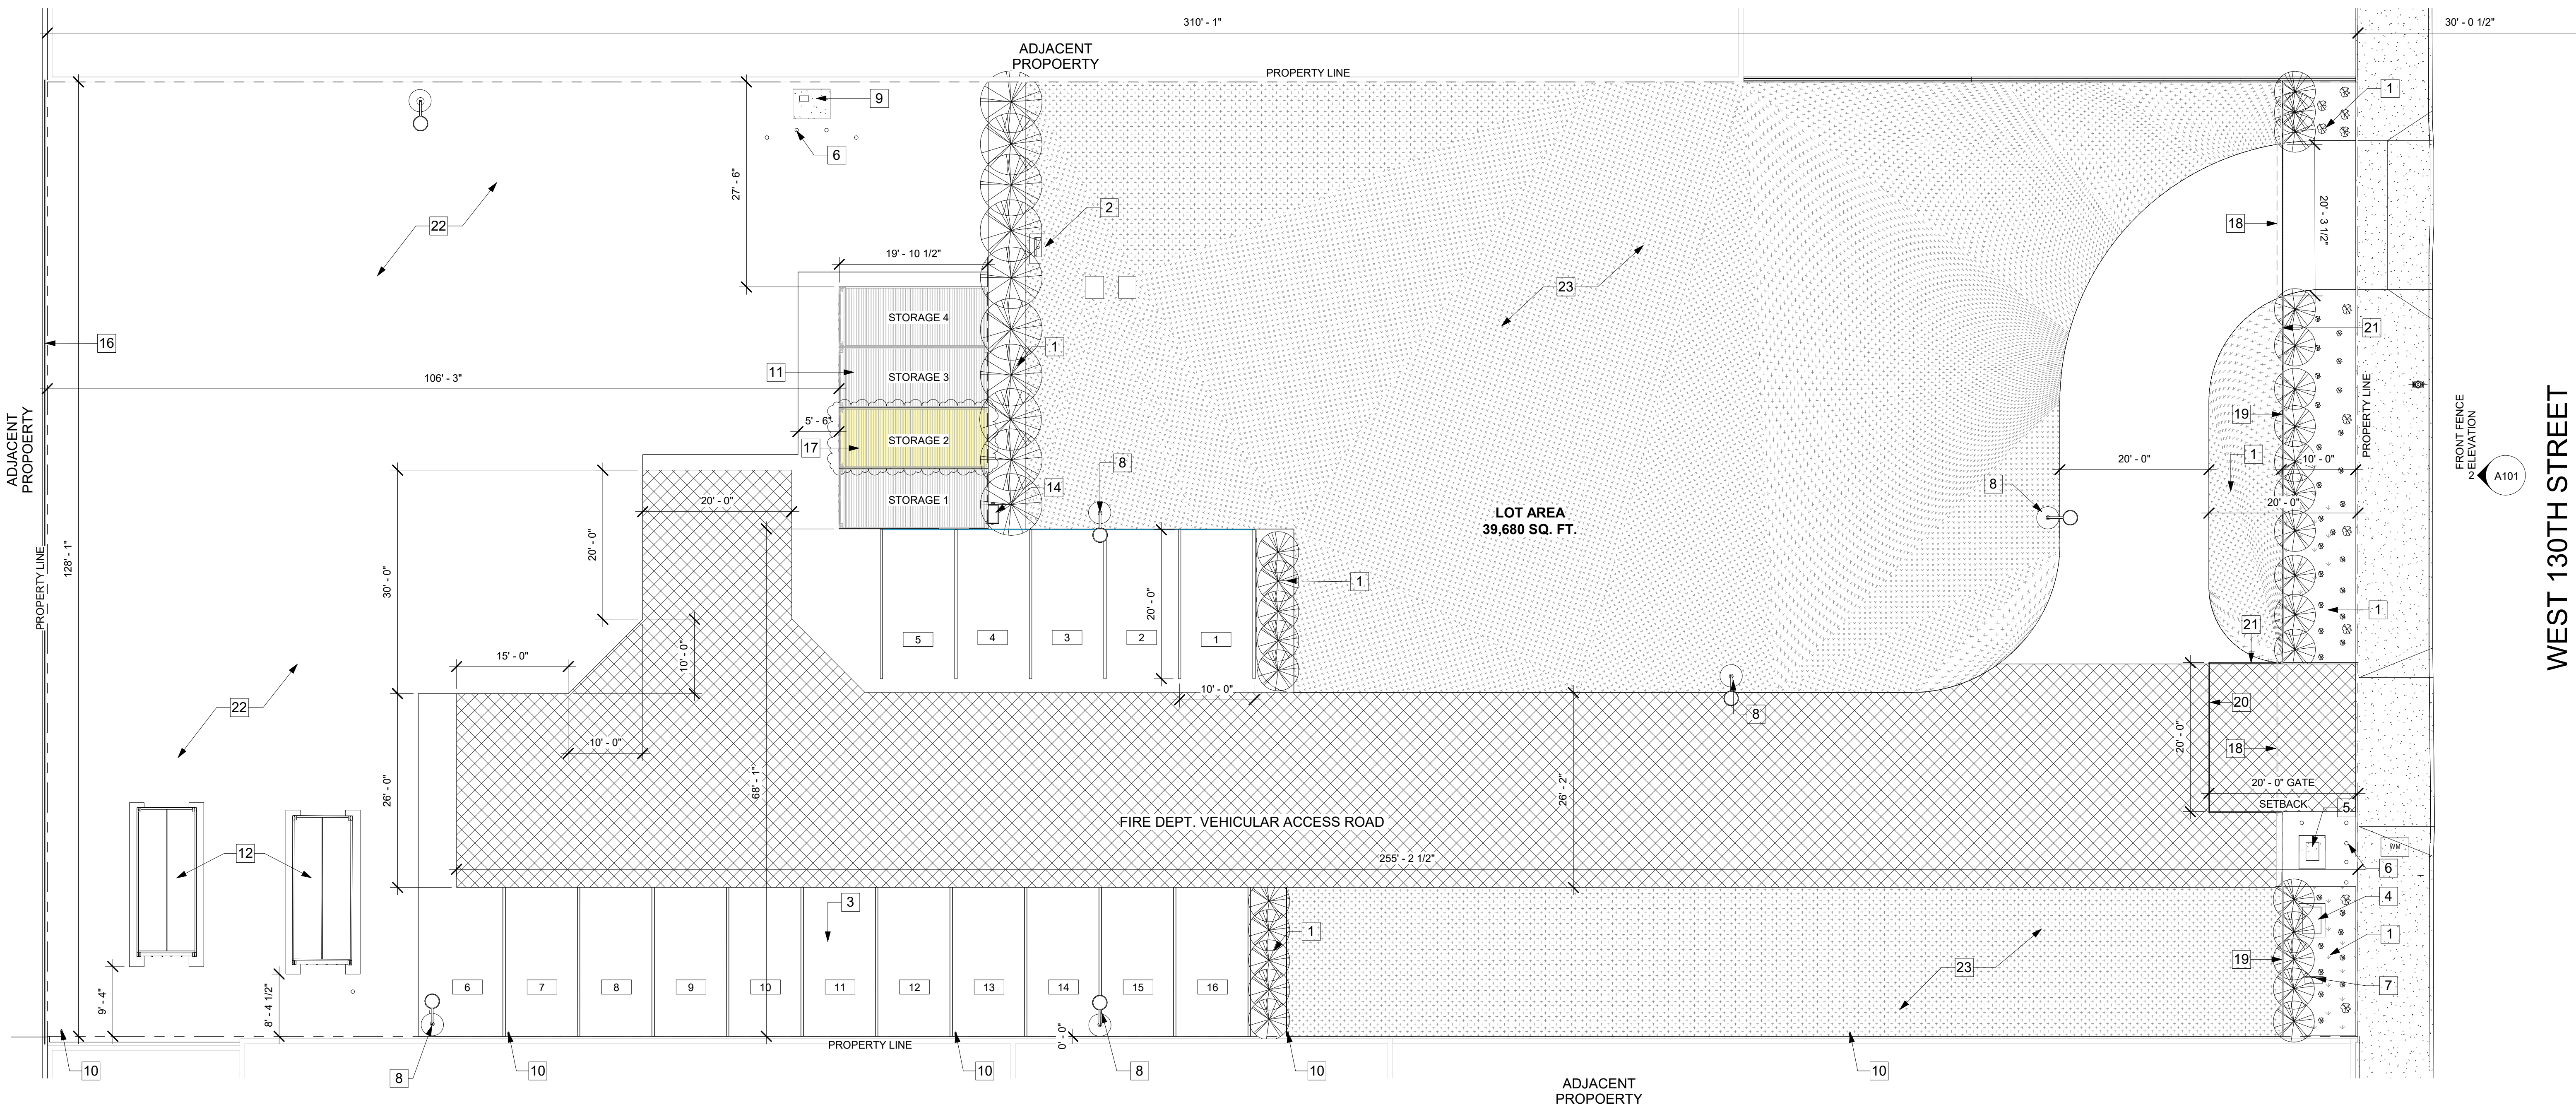 310' - 1"
30' - 0 1/2"
ADJACENT
PROPOERTY
PROPERTY LINE
9
1
6
27' - 6"
2
22
18
20' - 3 1/2"
19' - 10 1/2"
23
STORAGE 4
21
16
1
11
STORAGE 3
106' - 3"
PROPERTY LINE
FRONT FENCE
ELEVATION
2
A101
WEST 130TH STREET
ADJACENT
PROPOERTY
5' - 6"
19
STORAGE 2
17
1
8
20' - 0"
10' - 0"
14
8
20' - 0"
20' - 0"
STORAGE 1
LOT AREA
39,680 SQ. FT.
PROPERTY LINE
128' - 1"
20' - 0"
30' - 0"
1
20' - 0"
1
21
5
4
3
2
1
15' - 0"
10' - 0"
10' - 0"
22
20
8
10' - 0"
18
20' - 0"
68' - 1"
26' - 0"
26' - 2"
20' - 0" GATE
SETBACK
5
FIRE DEPT. VEHICULAR ACCESS ROAD
12
255' - 2 1/2"
WM
6
4
3
1
1
19
23
7
9' - 4"
8' - 4 1/2"
6
7
8
9
10
11
12
13
14
15
16
0' - 0"
PROPERTY LINE
10
8
10
10
8
10
10
ADJACENT
PROPOERTY